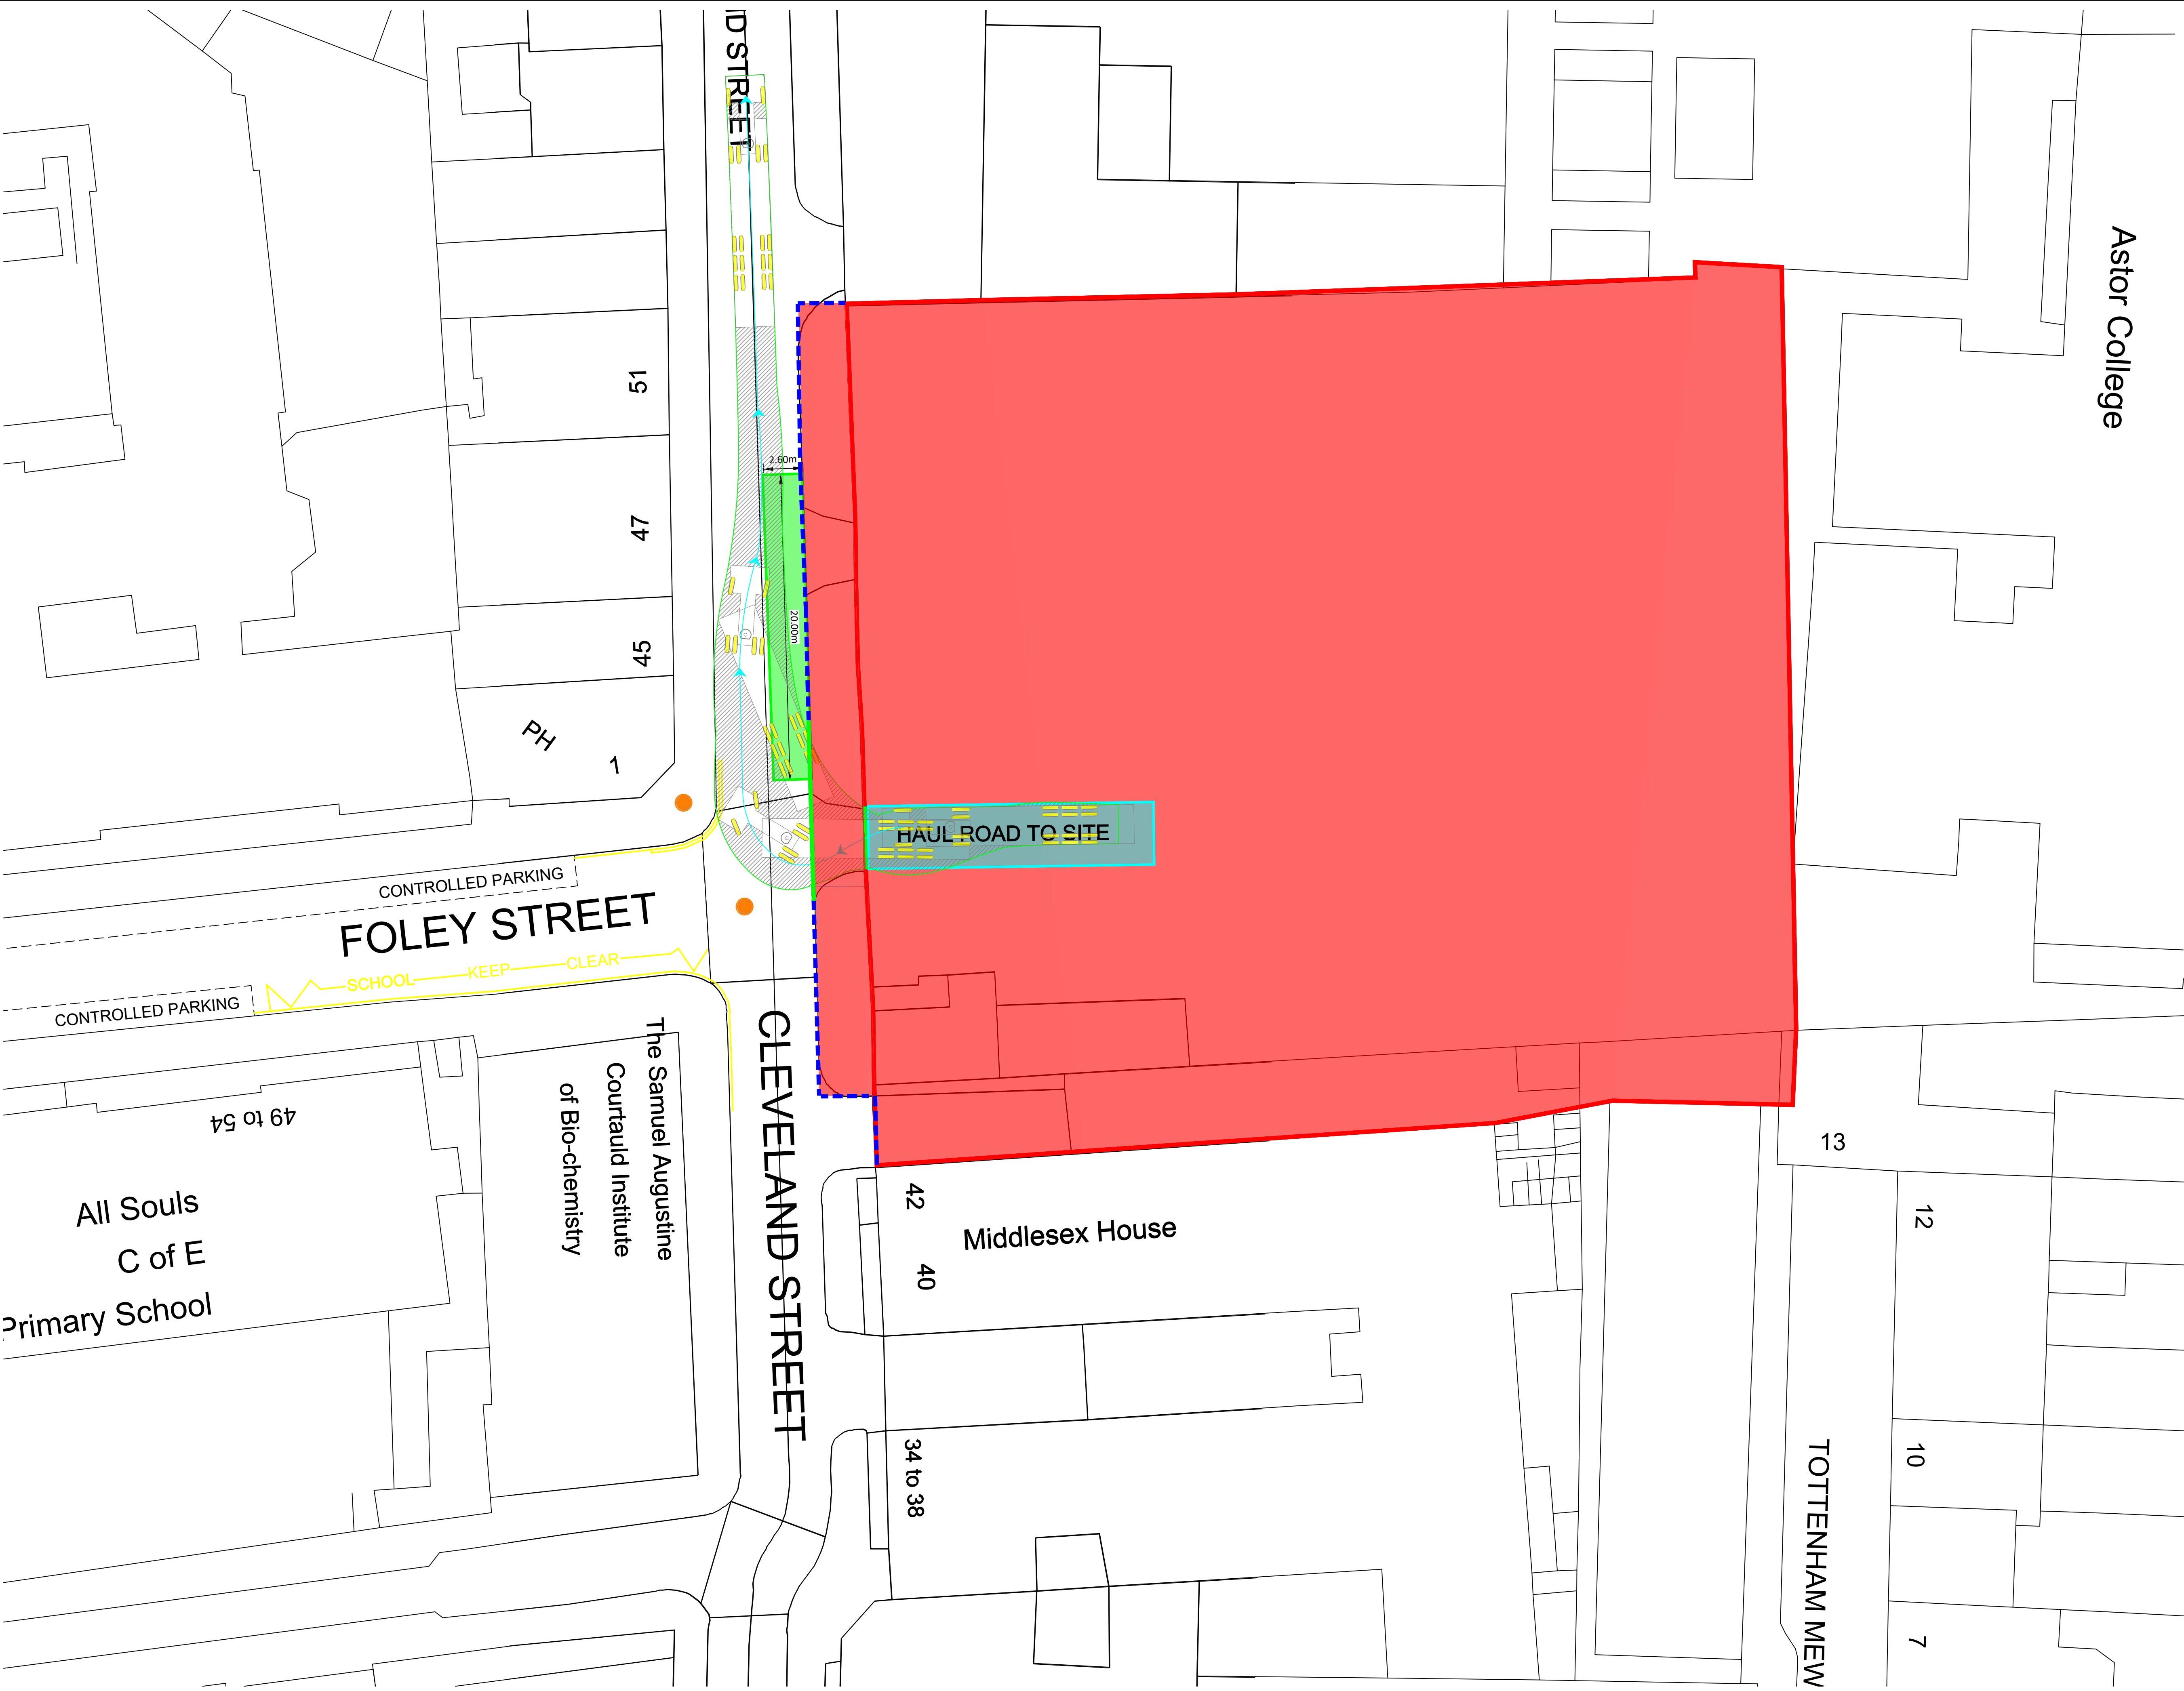 ID STREET
Astor College
51
2.60m
47
20.00m
45
PH
1
HAUL ROAD TO SITE
CONTROLLED PARKING
FOLEY STREET
SCHOOL KEEP CLEAR
CONTROLLED PARKING
CLEVELAND STREET
The Samuel Augustine
Courtauld Institute
of Bio-chemistry
49 to 54
All Souls
C of E
Primary School
42
Middlesex House
40
34 to 38
13
12
10
TOTTENHAM MEW
7